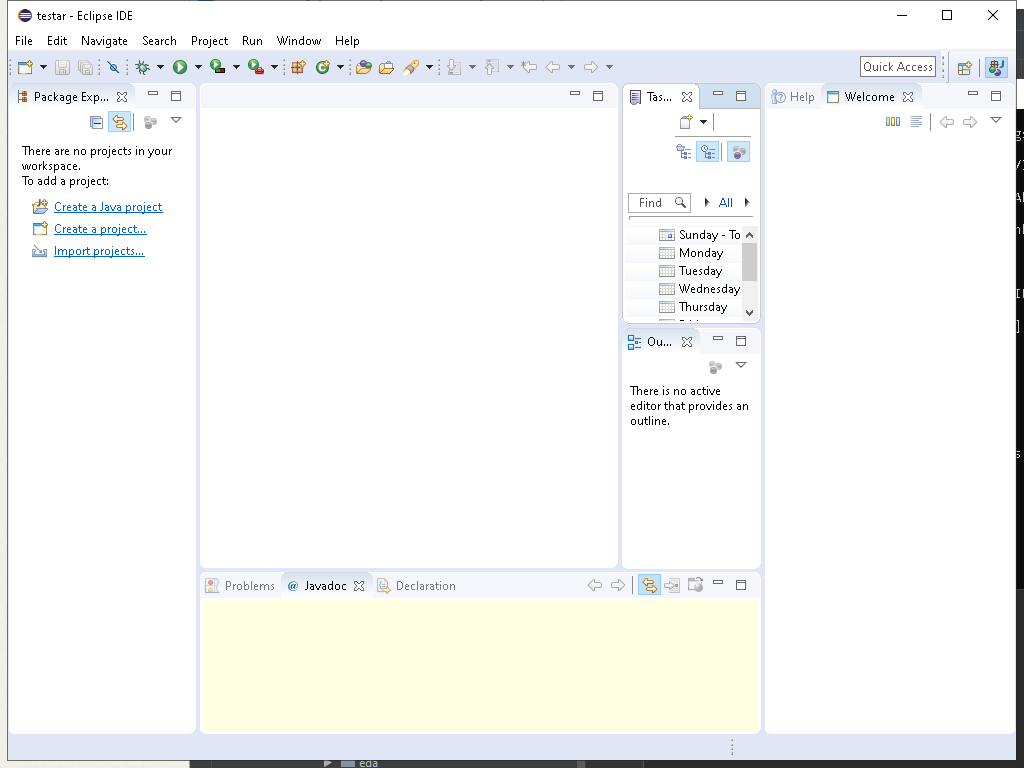 testar - Eclipse IDE
File Edit Navigate Search Project Run Window Help
Quick Access
Package Exp...
There are no projects in your
workspace.
To add a project:
Create a Java project
Create a project...
Import projects...
Tas...
Find
All
Sunday - To
Monday
Tuesday
Wednesday
Thursday
Ou...
There is no active
editor that provides an
outline.
Help Welcome
Problems @ Javadoc Declaration
eda